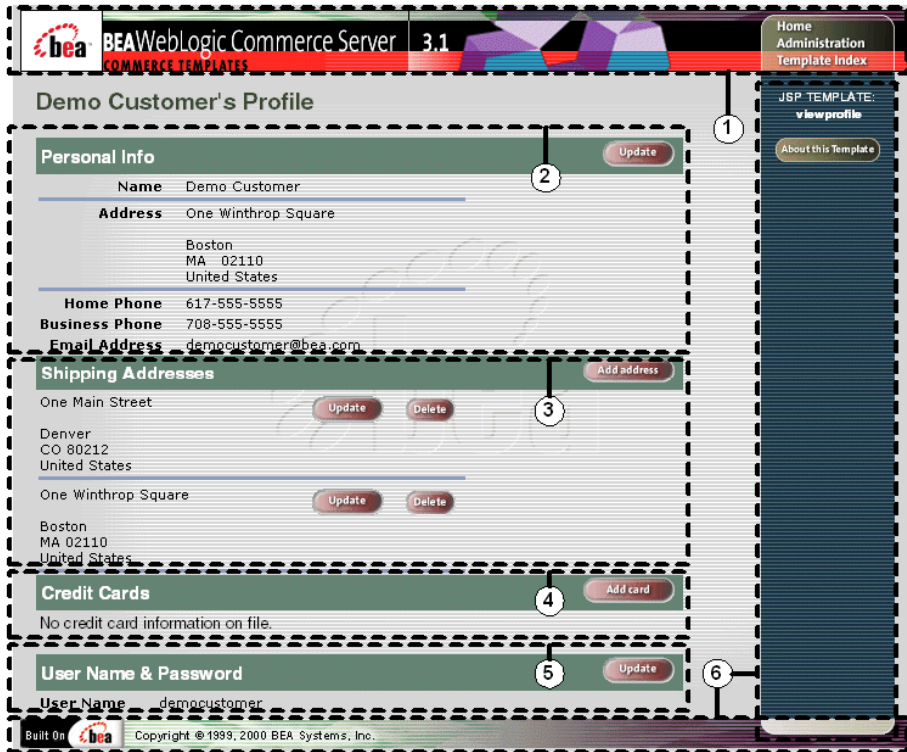 bea BEA WebLogic Commerce Server 3.1
COMMERCE TEMPLATES
Home
Administration
Template Index
Demo Customer's Profile
1
JSP TEMPLATE:
viewprofile
About this Template
2
Personal Info Update
Name Demo Customer
Address One Winthrop Square
Boston
MA 02110
United States
Home Phone 617-555-5555
Business Phone 708-555-5555
Email Address democustomer@bea.com
Shipping Addresses Add address
3
One Main Street Update Delete
Denver
CO 80212
United States
One Winthrop Square Update Delete
Boston
MA 02110
United States
Credit Cards 4 Add card
No credit card information on file.
User Name & Password 5 Update
6
User Name democustomer
Built On bea Copyright © 1999, 2000 BEA Systems, Inc.